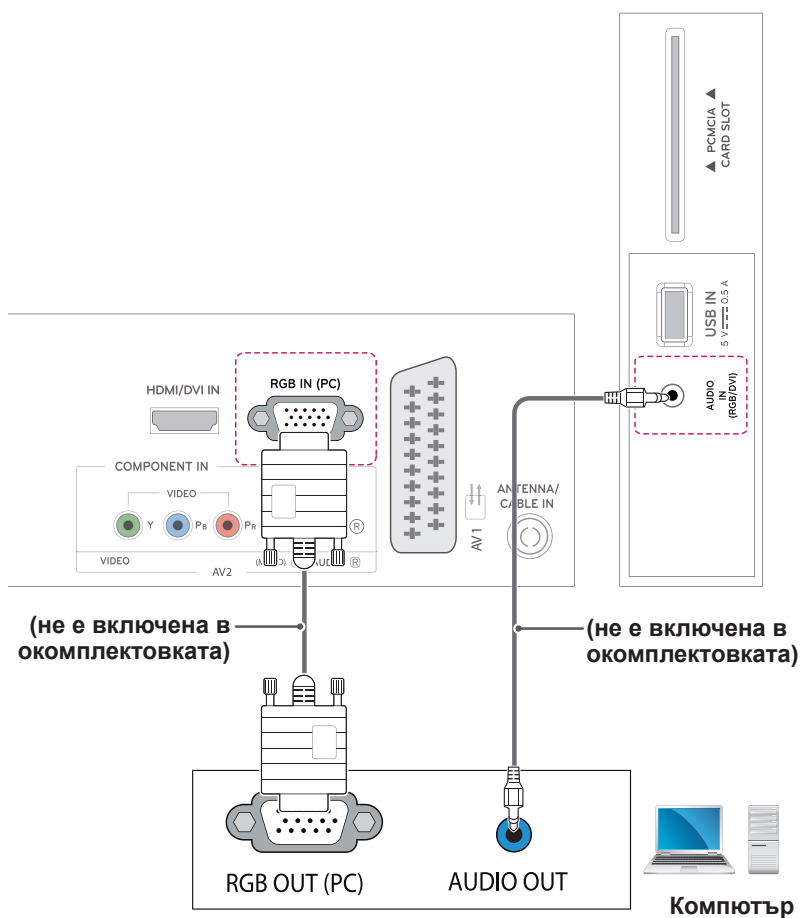 ▲ PCMCIA ▲
CARD SLOT
USB IN
5 V 0.5 A
AUDIO
IN
(RGB/DVI)
HDMI/DVI IN
RGB IN (PC)
COMPONENT IN
VIDEO
Y
PB
PR
R
VIDEO
AV2
R
AV1
ANTENNA/
CABLE IN
(не е включена в
окомплектовката)
(не е включена в
окомплектовката)
RGB OUT (PC)
AUDIO OUT
Компютър